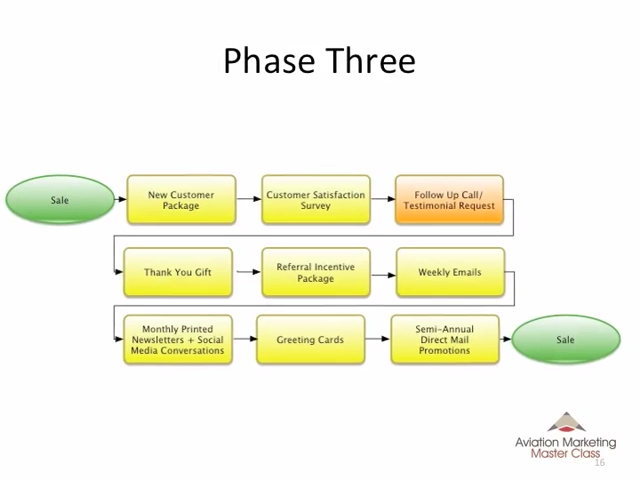 Phase Three
Sale
New Customer
Package
Customer Satisfaction
Survey
Follow Up Call/
Testimonial Request
Thank You Gift
Referral Incentive
Package
Weekly Emails
Monthly Printed
Newsletters + Social
Media Conversations
Greeting Cards
Semi-Annual
Direct Mail
Promotions
Sale
Aviation Marketing
Master Class
16